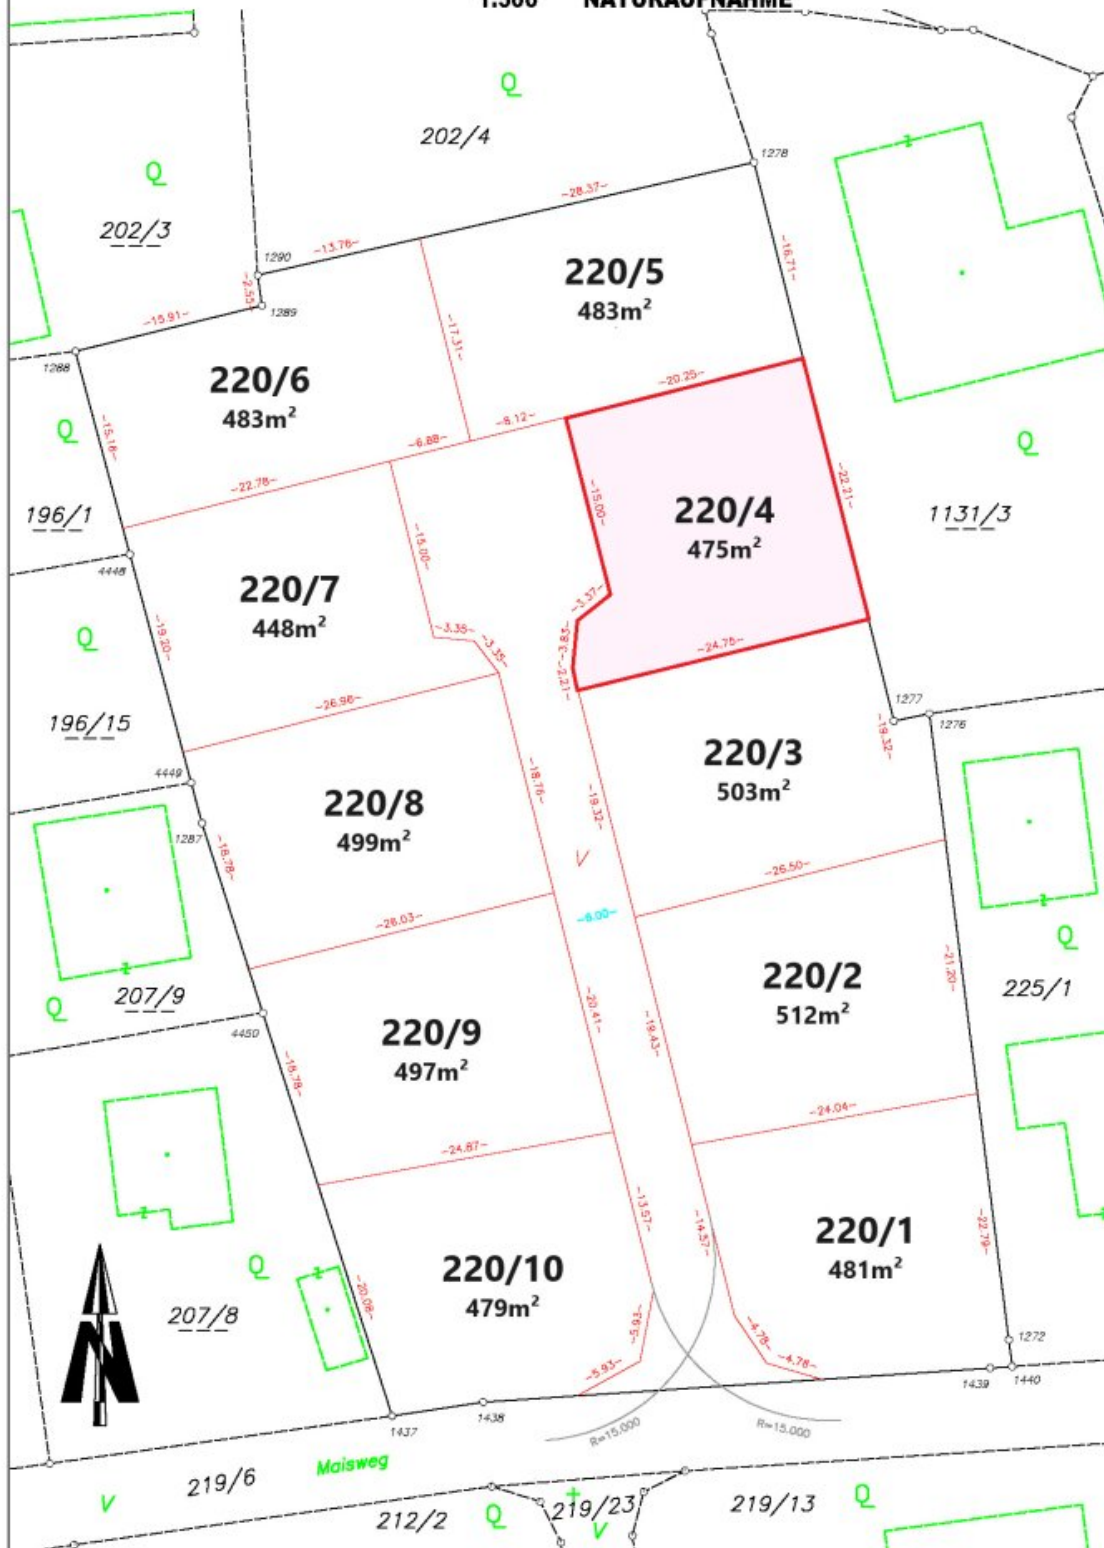 1:500 NATURAUFNAHME
Q
202/4
Q
202/3
1278
-28.37-
-13.76-
1290
-2.55-
1289
-15.91-
1288
-16.71-
220/5
483m²
-17.31-
220/6
483m²
-20.25-
-8.12-
-6.88-
-22.78-
-15.16-
Q
196/1
4448
Q
1131/3
-22.21-
220/4
475m²
-15.00-
-15.00-
220/7
448m²
-3.37-
-3.83-
-2.21-
-3.35-
-3.35-
-24.75-
-19.20-
Q
196/15
-26.96-
1277
1276
-19.32-
4449
220/3
503m²
-18.76-
-19.32-
220/8
499m²
1287
-18.78-
V
-26.50-
-6.00-
-26.03-
Q
225/1
207/9
Q
4450
-21.20-
220/2
512m²
-20.41-
-19.43-
220/9
497m²
-18.78-
-24.04-
-24.87-
-13.57-
-14.57-
220/1
481m²
-22.79-
220/10
479m²
Q
207/8
-20.08-
N
-5.93-
-5.93-
-4.78-
-4.78-
1272
1439
1440
1438
1437
R=15.000
R=15.000
Maisweg
219/6
V
212/2
Q
219/23
V
219/13
Q